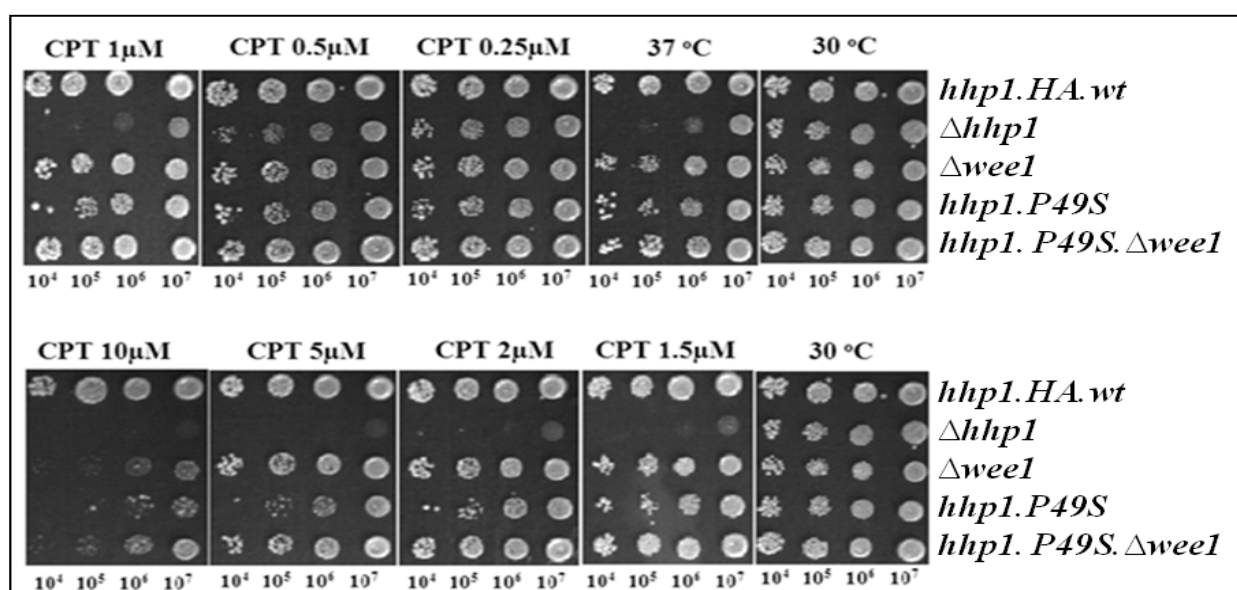 CPT 1μM CPT 0.5μM CPT 0.25μM 37 °C 30 °C
hhp1.HA.wt
Δhhp1
Δwee1
hhp1.P49S
hhp1. P49S. Δwee1
10⁴ 10⁵ 10⁶ 10⁷ 10⁴ 10⁵ 10⁶ 10⁷ 10⁴ 10⁵ 10⁶ 10⁷ 10⁴ 10⁵ 10⁶ 10⁷ 10⁴ 10⁵ 10⁶ 10⁷
CPT 10μM CPT 5μM CPT 2μM CPT 1.5μM 30 °C
hhp1.HA.wt
Δhhp1
Δwee1
hhp1.P49S
hhp1. P49S. Δwee1
10⁴ 10⁵ 10⁶ 10⁷ 10⁴ 10⁵ 10⁶ 10⁷ 10⁴ 10⁵ 10⁶ 10⁷ 10⁴ 10⁵ 10⁶ 10⁷ 10⁴ 10⁵ 10⁶ 10⁷